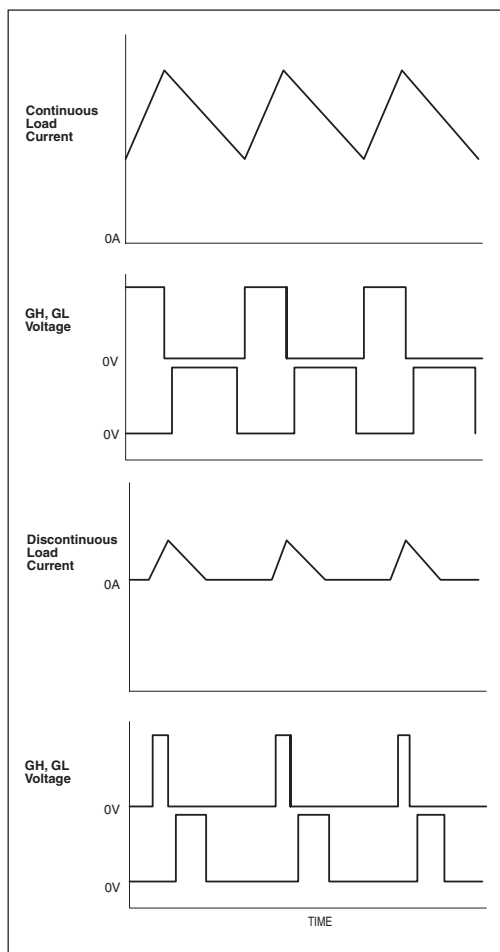 Continuous
Load
Current
0A
GH, GL
Voltage
0V
0V
Discontinuous
Load
Current
0A
GH, GL
Voltage
0V
0V
TIME